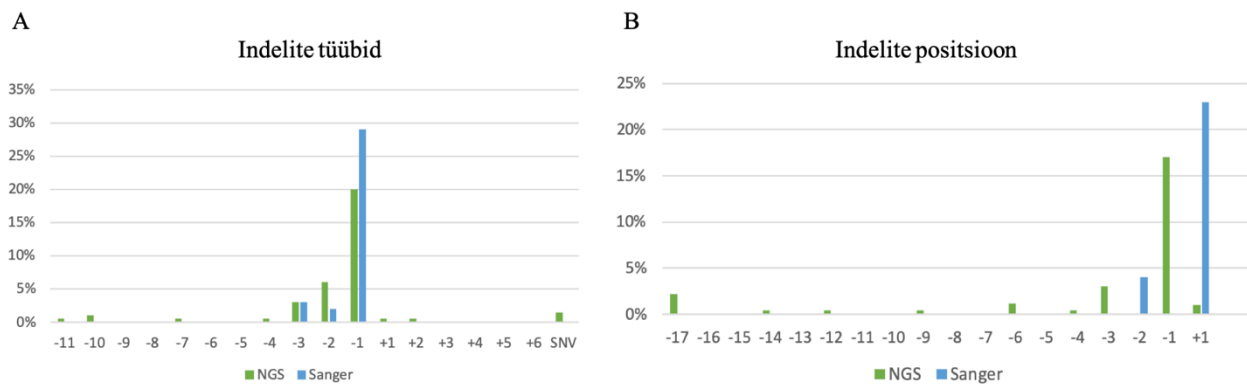 A
Indelite tüübid
35%
30%
25%
20%
15%
10%
5%
0%
-11 -10 -9 -8 -7 -6 -5 -4 -3 -2 -1 +1 +2 +3 +4 +5 +6 SNV
NGS Sanger
B
Indelite positsioon
25%
20%
15%
10%
5%
0%
-17 -16 -15 -14 -13 -12 -10 -9 -8 -7 -6 -5 -4 -3 -2 -1 +1
NGS Sanger